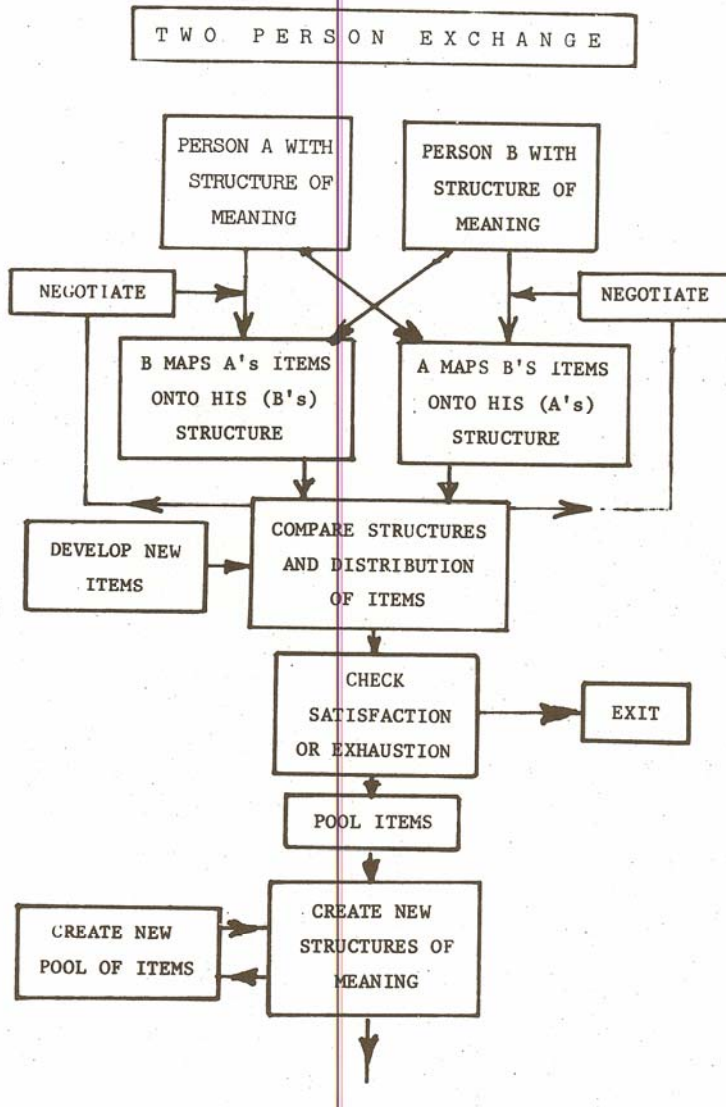 TWO PERSON EXCHANGE
PERSON A WITH
STRUCTURE OF
MEANING
PERSON B WITH
STRUCTURE OF
MEANING
NEGOTIATE
NEGOTIATE
B MAPS A's ITEMS
ONTO HIS (B's)
STRUCTURE
A MAPS B'S ITEMS
ONTO HIS (A's)
STRUCTURE
DEVELOP NEW
ITEMS
COMPARE STRUCTURES
AND DISTRIBUTION
OF ITEMS
CHECK
SATISFACTION
OR EXHAUSTION
EXIT
POOL ITEMS
CREATE NEW
POOL OF ITEMS
CREATE NEW
STRUCTURES OF
MEANING